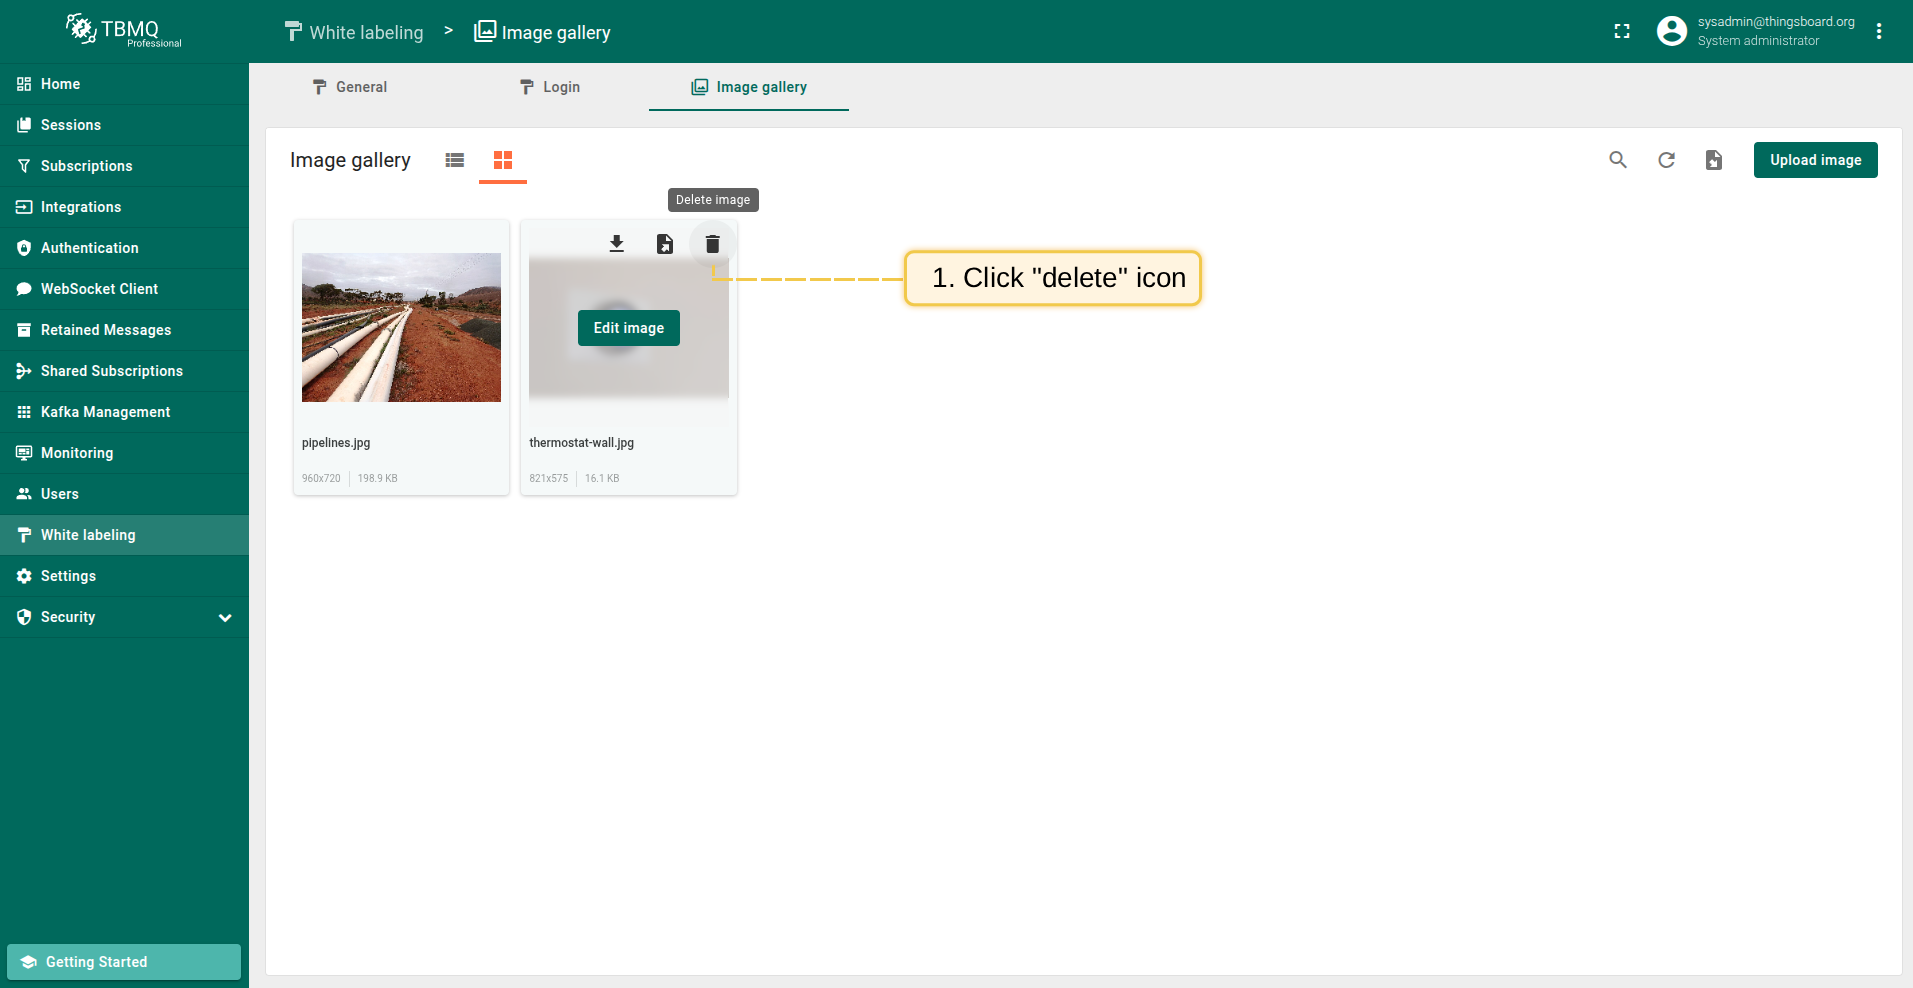 TBMQ
Professional
White labeling > Image gallery
sysadmin@thingsboard.org
System administrator
Home
Sessions
Subscriptions
Integrations
Authentication
WebSocket Client
Retained Messages
Shared Subscriptions
Kafka Management
Monitoring
Users
White labeling
Settings
Security
Getting Started
General
Login
Image gallery
Image gallery
Upload image
Delete image
1. Click "delete" icon
Edit image
pipelines.jpg
960x720 198.9 KB
thermostat-wall.jpg
821x575 16.1 KB